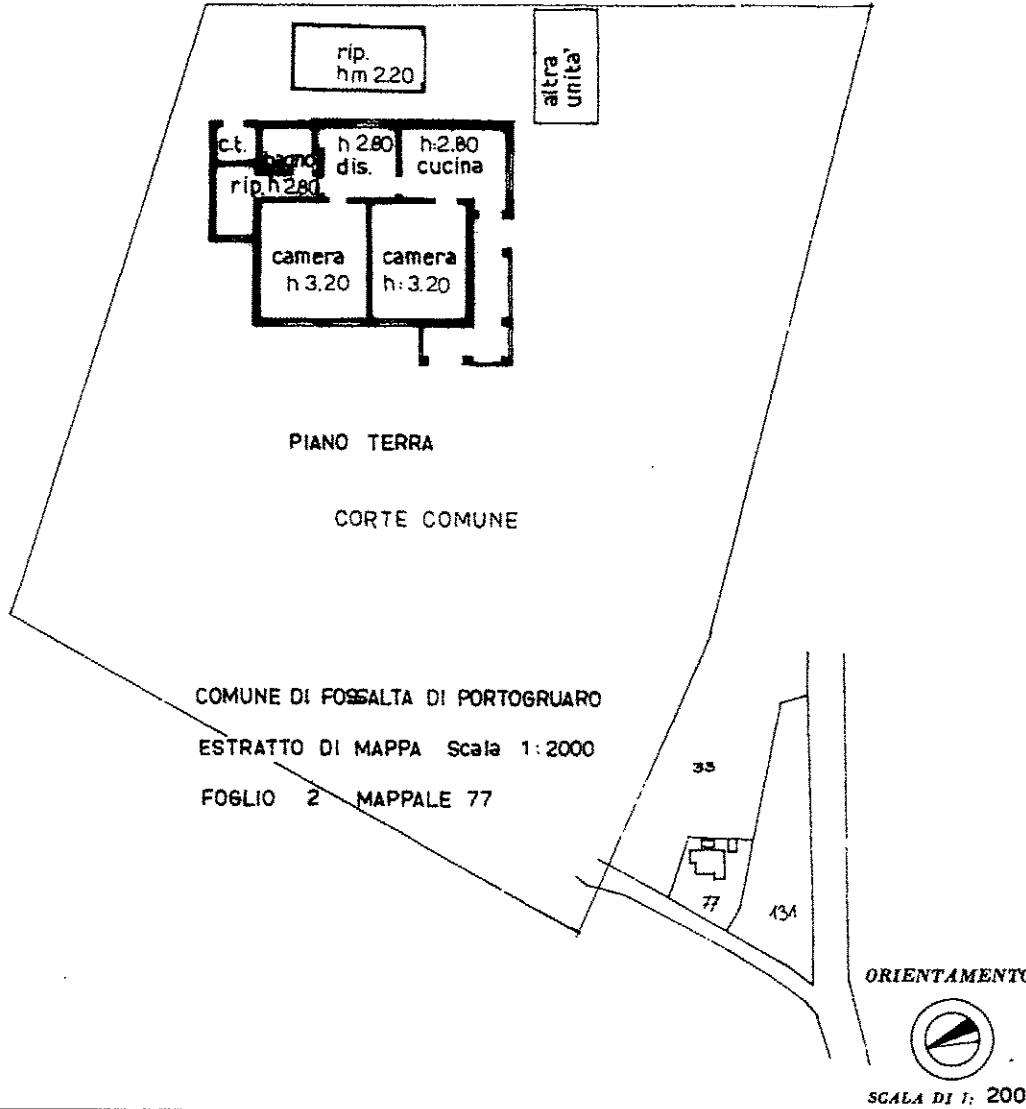 rip.
hm 2.20
altra
unita'
c.t.
bagno
h 2.80
dis.
h:2.80
cucina
rip. h 2.80
camera
h 3.20
camera
h: 3.20
PIANO TERRA
CORTE COMUNE
COMUNE DI FOSSALTA DI PORTOGRUARO
ESTRATTO DI MAPPA Scala 1:2000
FOGLIO 2 MAPPALE 77
33
77
131
ORIENTAMENTO
SCALA DI 1: 200